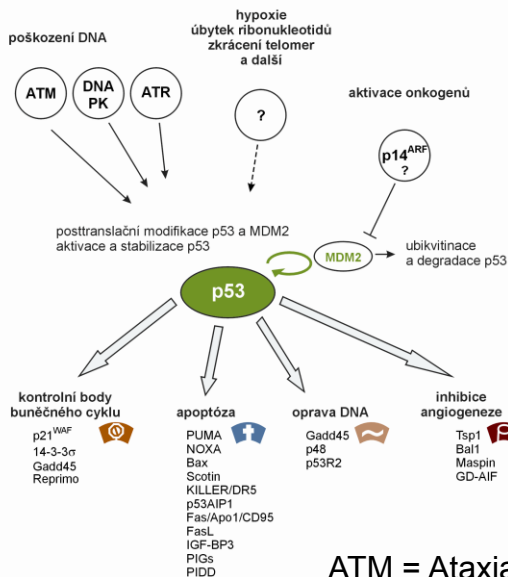 poškození DNA
hypoxie
úbytek ribonukleotidů
zkrácení telomer
a další
aktivace onkogenů
ATM
DNA
PK
ATR
?
p14ARF
?
posttranslační modifikace p53 a MDM2
aktivace a stabilizace p53
MDM2
ubikvitinace
a degradace p53
p53
kontrolní body
buněčného cyklu
p21WAF
14-3-3σ
Gadd45
Reprimo
apoptóza
PUMA
NOXA
Bax
Scotin
KILLER/DR5
p53AIP1
Fas/Apo1/CD95
FasL
IGF-BP3
PIGs
PIDD
oprava DNA
Gadd45
p48
p53R2
inhibice
angiogeneze
Tsp1
Bal1
Maspin
GD-AIF
ATM = Ataxia